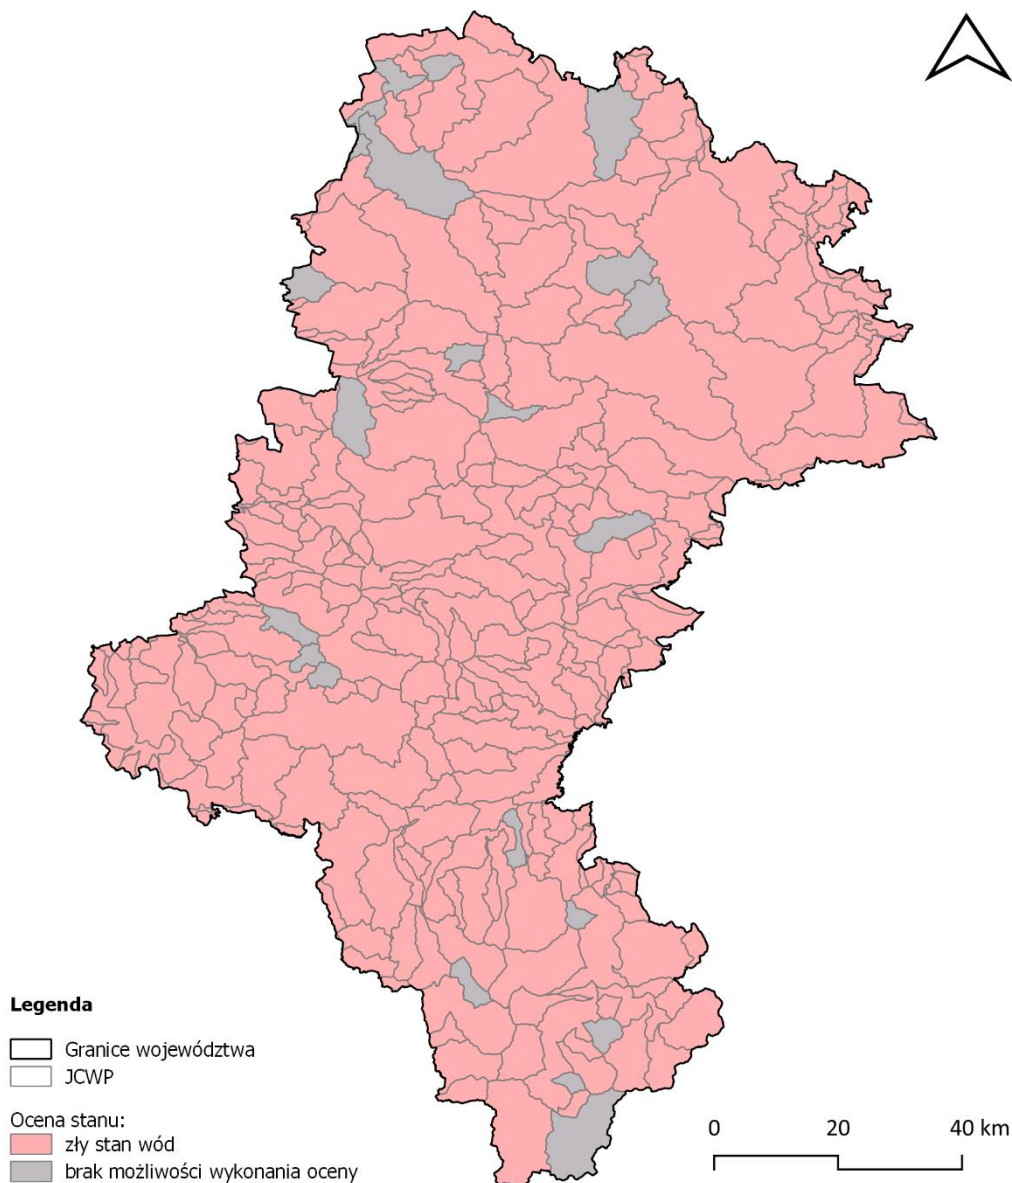 Legenda
Granice województwa
JCWP
Ocena stanu:
zły stan wód
brak możliwości wykonania oceny
0 20 40 km